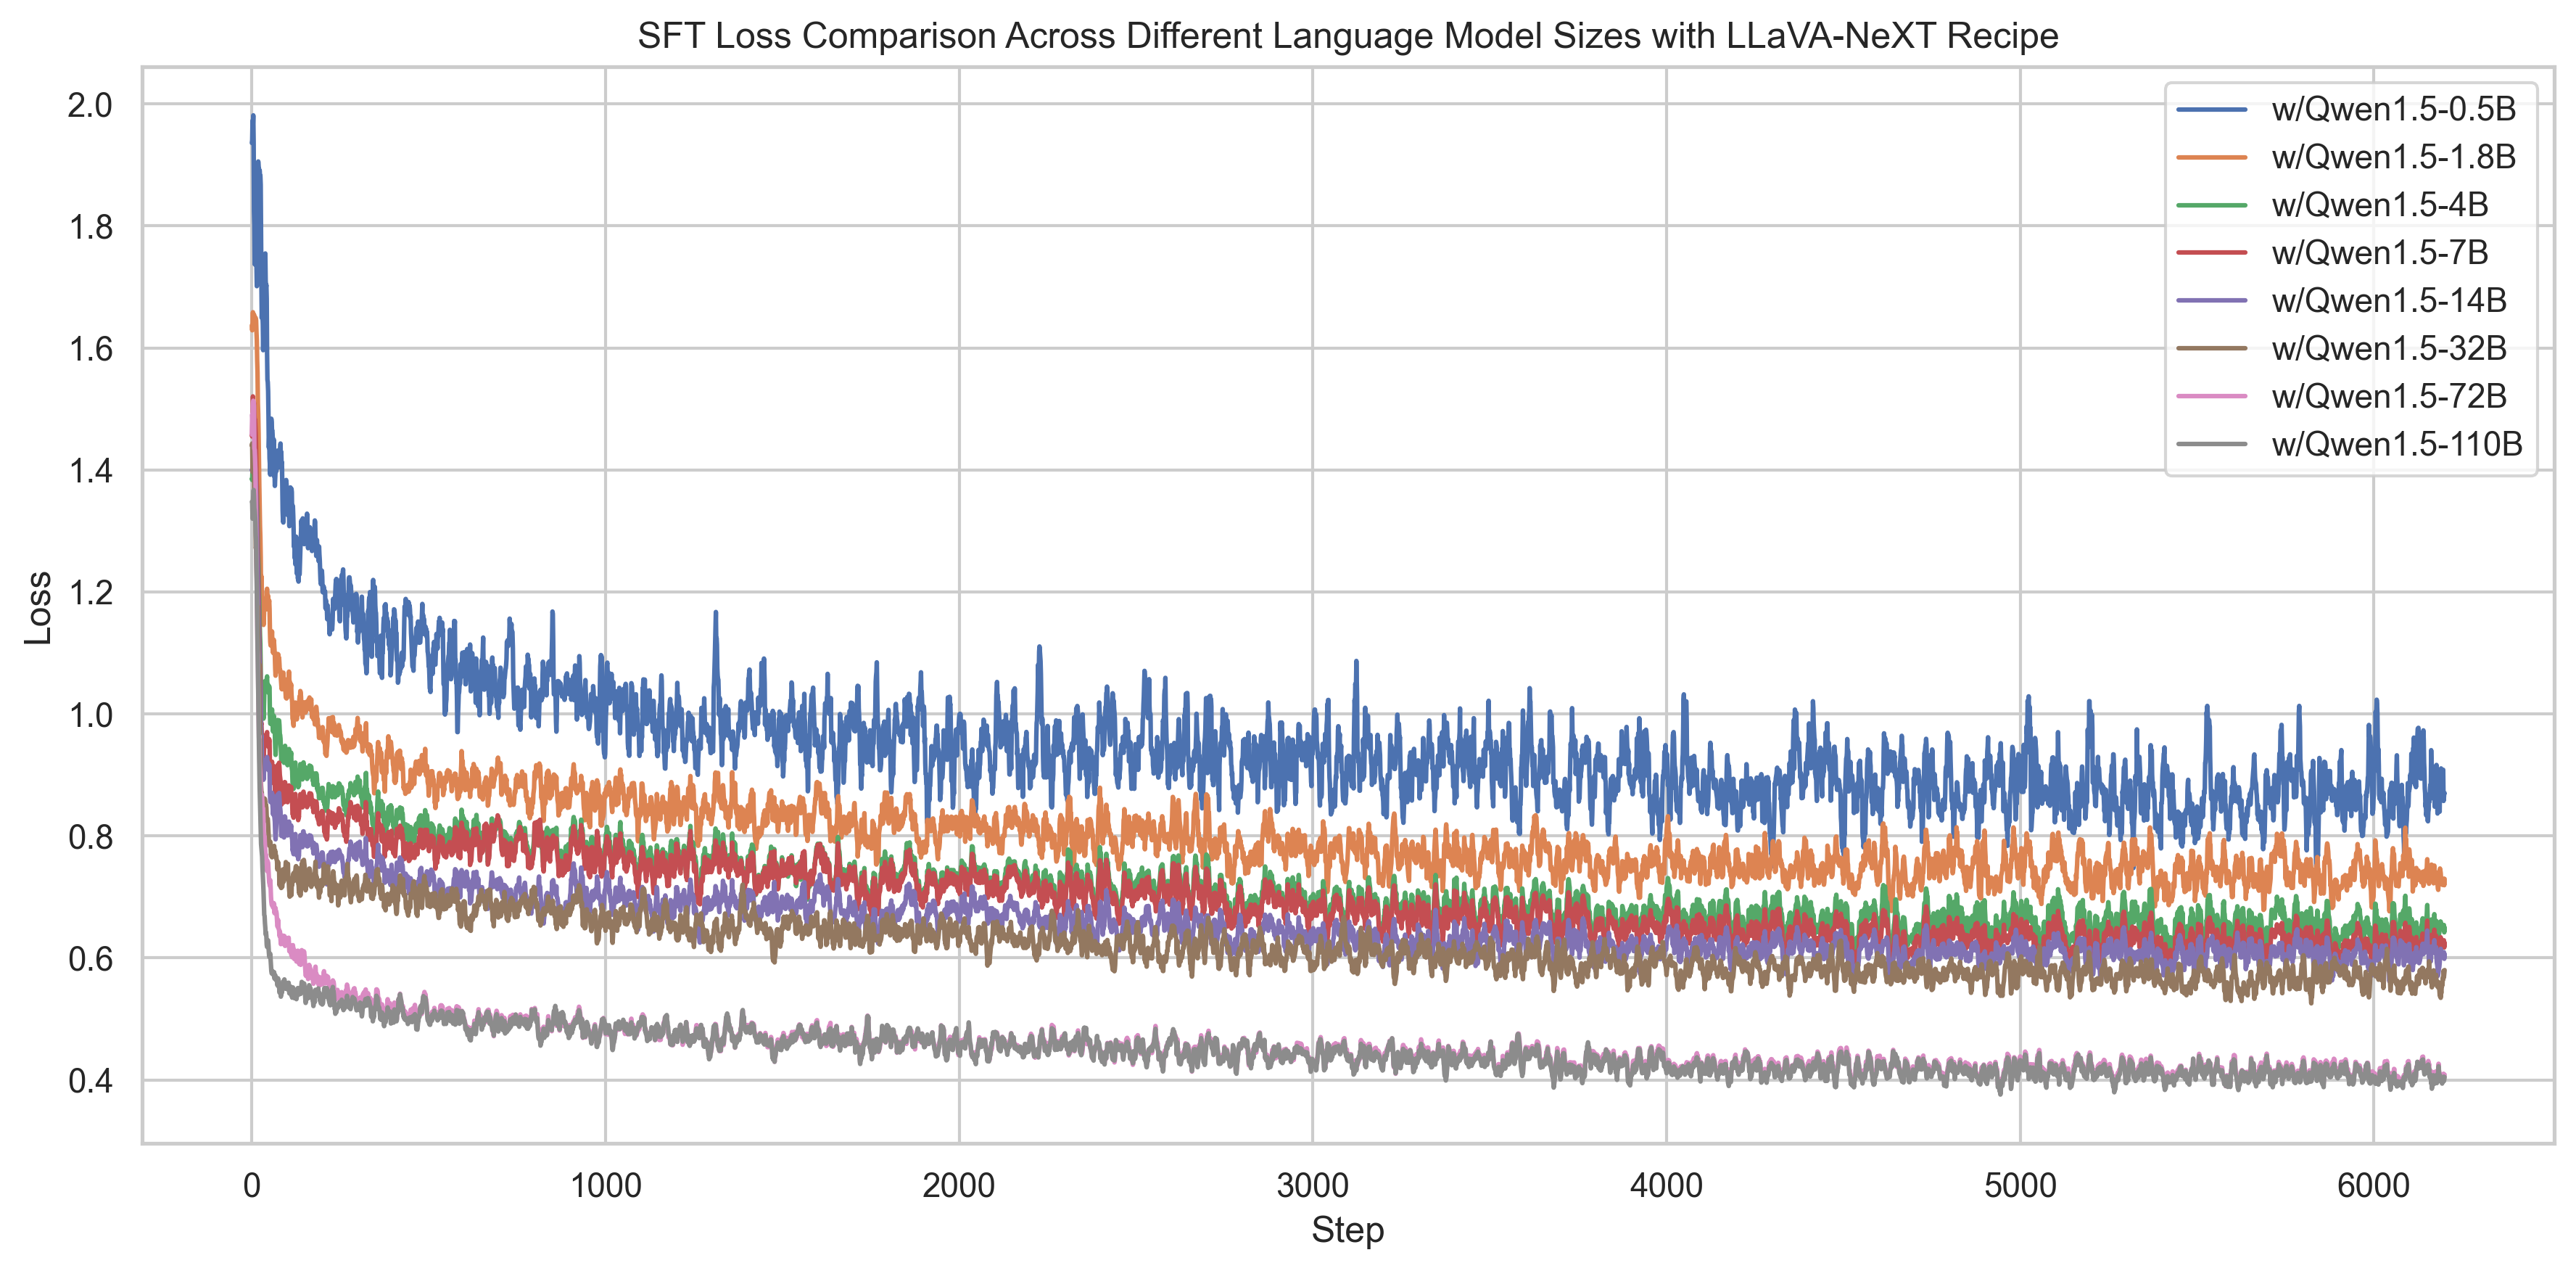 SFT Loss Comparison Across Different Language Model Sizes with LLaVA-NeXT Recipe
2.0
1.8
1.6
1.4
1.2
1.0
0.8
0.6
0.4
Loss
w/Qwen1.5-0.5B
w/Qwen1.5-1.8B
w/Qwen1.5-4B
w/Qwen1.5-7B
w/Qwen1.5-14B
w/Qwen1.5-32B
w/Qwen1.5-72B
w/Qwen1.5-110B
0 1000 2000 3000 4000 5000 6000
Step